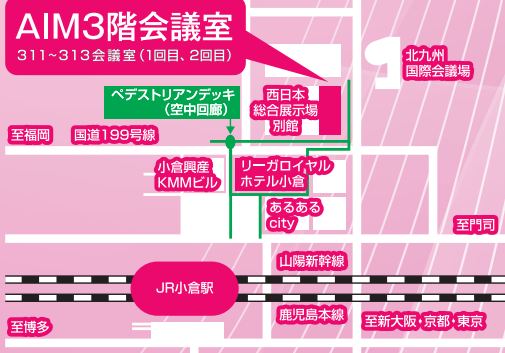 AIM3階会議室
311~313会議室(1回目、2回目)
北九州
国際会議場
ペデストリアンデッキ
(空中回廊)
西日本
総合展示場
別館
至福岡
国道199号線
小倉興産
KMMビル
リーガロイヤル
ホテル小倉
あるある
city
至門司
山陽新幹線
JR小倉駅
鹿児島本線
至博多
至新大阪・京都・東京